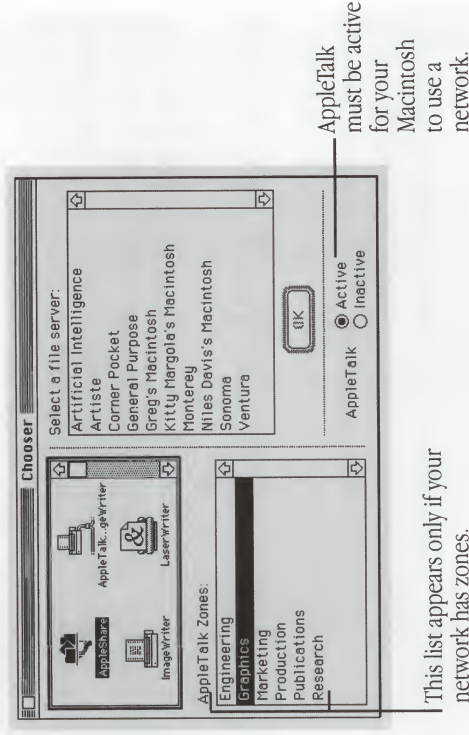 Chooser
AppleShare
AppleTalk...geWriter
ImageWriter
LaserWriter
AppleTalk Zones:
Engineering
Graphics
Marketing
Production
Publications
Research
Select a file server:
Artificial Intelligence
Artiste
Corner Pocket
General Purpose
Greg's Macintosh
Kitty Margola's Macintosh
Monterey
Niles Davis's Macintosh
Sonoma
Ventura
OK
AppleTalk
Active
Inactive
This list appears only if your
network has zones.
AppleTalk
must be active
for your
Macintosh
to use a
network.